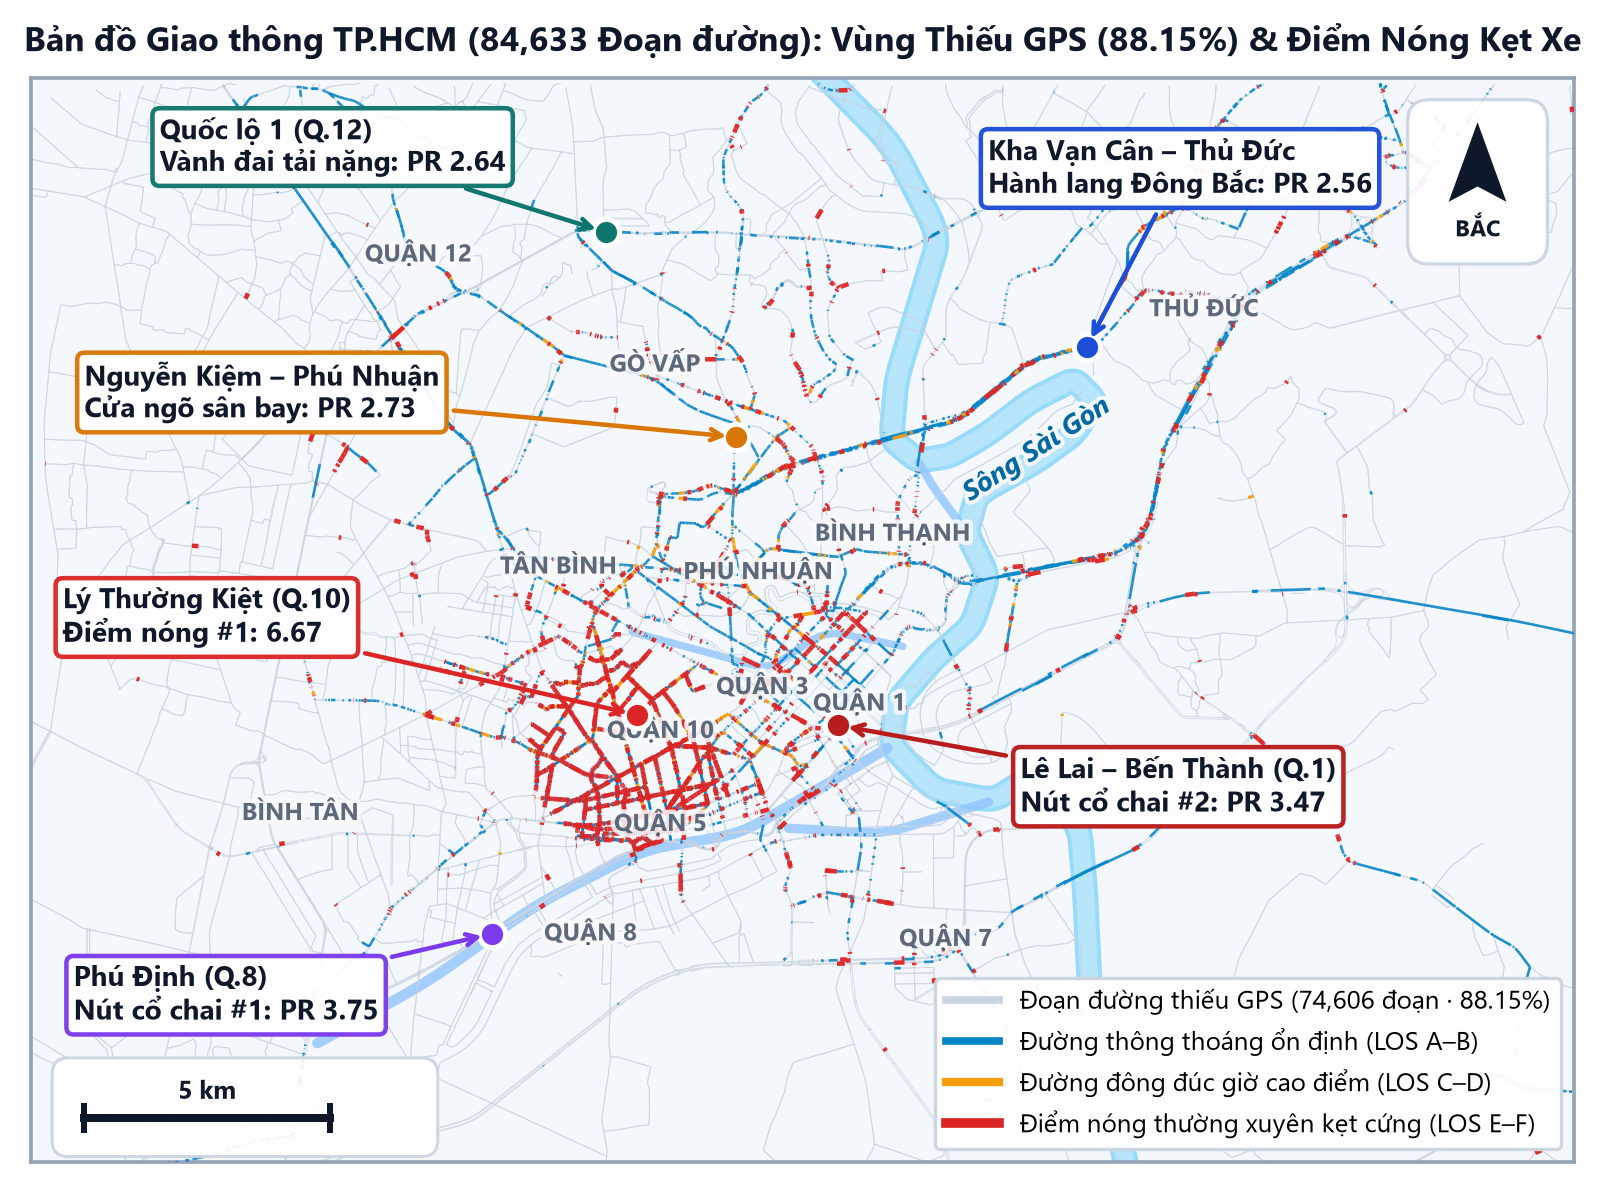 Bản đồ Giao thông TP.HCM (84,633 Đoạn đường): Vùng Thiếu GPS (88.15%) & Điểm Nóng Kẹt Xe
Quốc lộ 1 (Q.12)
Vành đai tải nặng: PR 2.64
Kha Vạn Cân – Thủ Đức
Hành lang Đông Bắc: PR 2.56
BẮC
QUẬN 12
THỦ ĐỨC
GÒ VẤP
Nguyễn Kiệm – Phú Nhuận
Cửa ngõ sân bay: PR 2.73
Sông Sài Gòn
BÌNH THẠNH
TÂN BÌNH
PHÚ NHUẬN
Lý Thường Kiệt (Q.10)
Điểm nóng #1: 6.67
QUẬN 3
QUẬN 1
QUẬN 10
Lê Lai – Bến Thành (Q.1)
Nút cổ chai #2: PR 3.47
BÌNH TÂN
QUẬN 5
QUẬN 8
QUẬN 7
Phú Định (Q.8)
Nút cổ chai #1: PR 3.75
5 km
Đoạn đường thiếu GPS (74,606 đoạn · 88.15%)
Đường thông thoáng ổn định (LOS A–B)
Đường đông đúc giờ cao điểm (LOS C–D)
Điểm nóng thường xuyên kẹt cứng (LOS E–F)